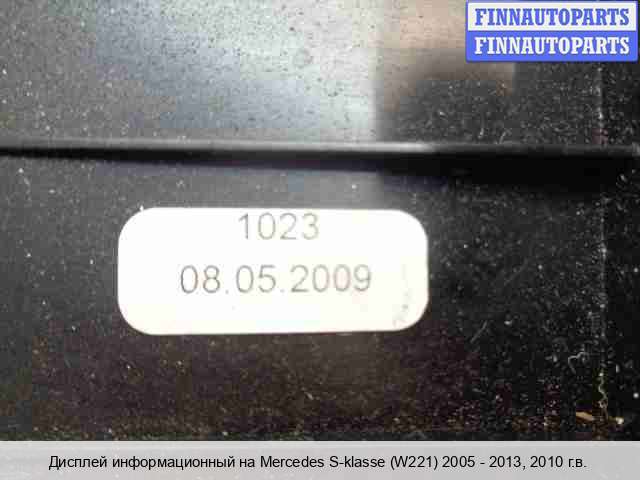 FINNAUTOPARTS
FINNAUTOPARTS
1023
08.05.2009
Дисплей информационный на Mercedes S-klasse (W221) 2005 - 2013, 2010 г.в.